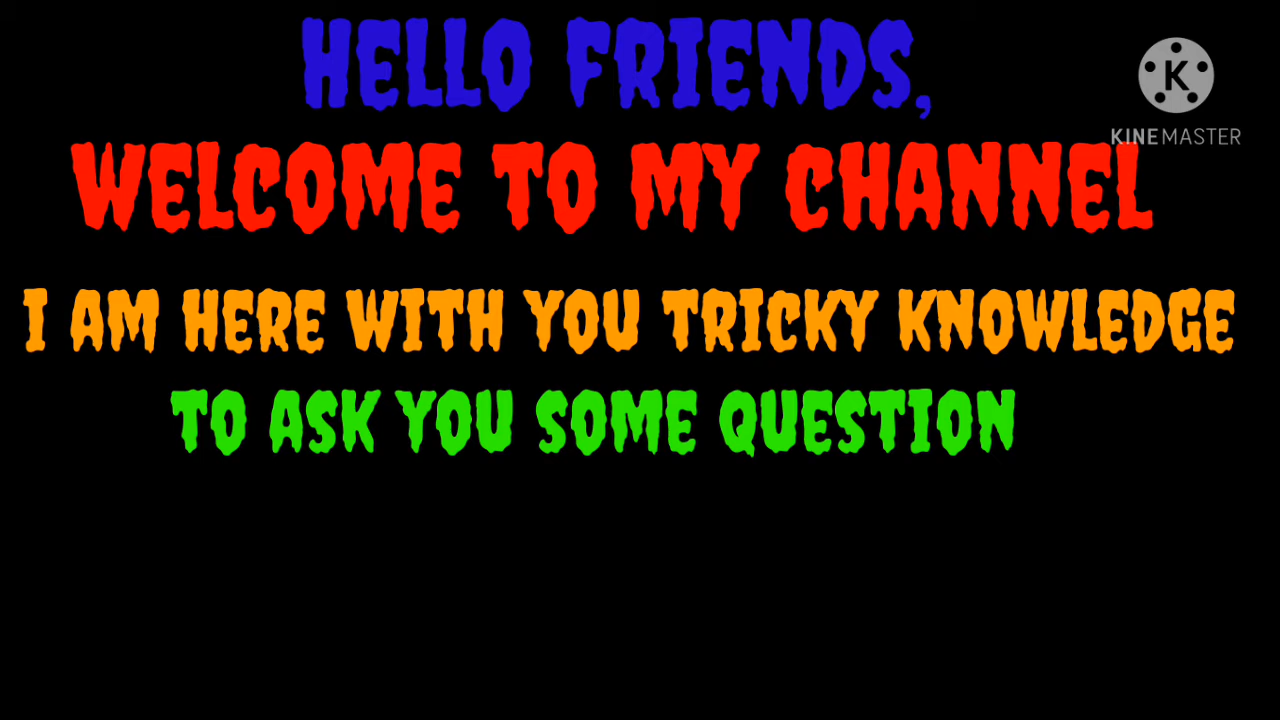 HELLO FRIENDS,
K
KINEMASTER
WELCOME TO MY CHANNEL
I AM HERE WITH YOU TRICKY KNOWLEDGE
TO ASK YOU SOME QUESTION